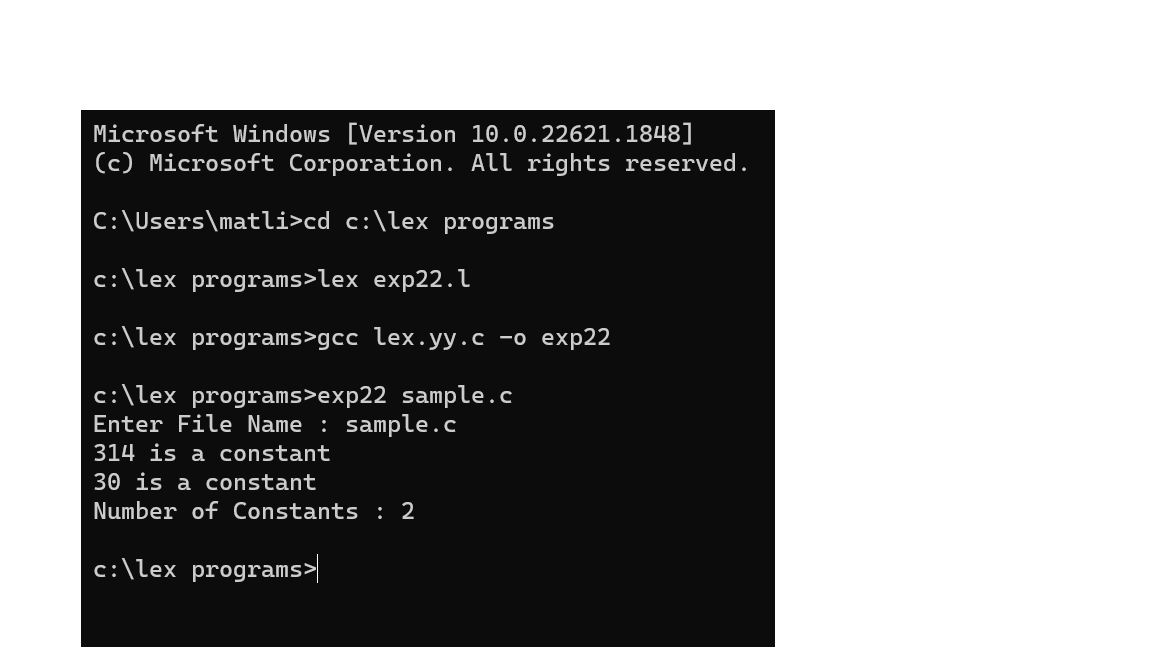 Microsoft Windows [Version 10.0.22621.1848]
(c) Microsoft Corporation. All rights reserved.
C:\Users\matli>cd c:\lex programs
c:\lex programs>lex exp22.l
c:\lex programs>gcc lex.yy.c -o exp22
c:\lex programs>exp22 sample.c
Enter File Name : sample.c
314 is a constant
30 is a constant
Number of Constants : 2
c:\lex programs>